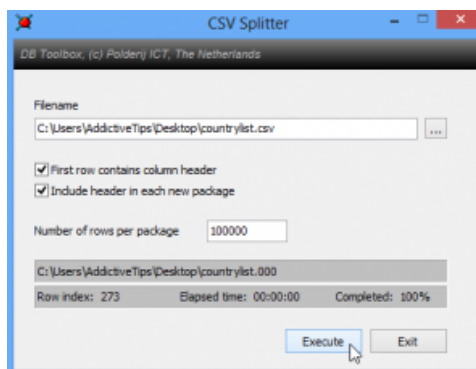 CSV Splitter
DB Toolbox, (c) Polderij ICT, The Netherlands
Filename
C:\Users\AddictiveTips\Desktop\countrylist.csv
...
First row contains column header
Include header in each new package
Number of rows per package 100000
C:\Users\AddictiveTips\Desktop\countrylist.000
Row index: 273 Elapsed time: 00:00:00 Completed: 100%
Execute Exit